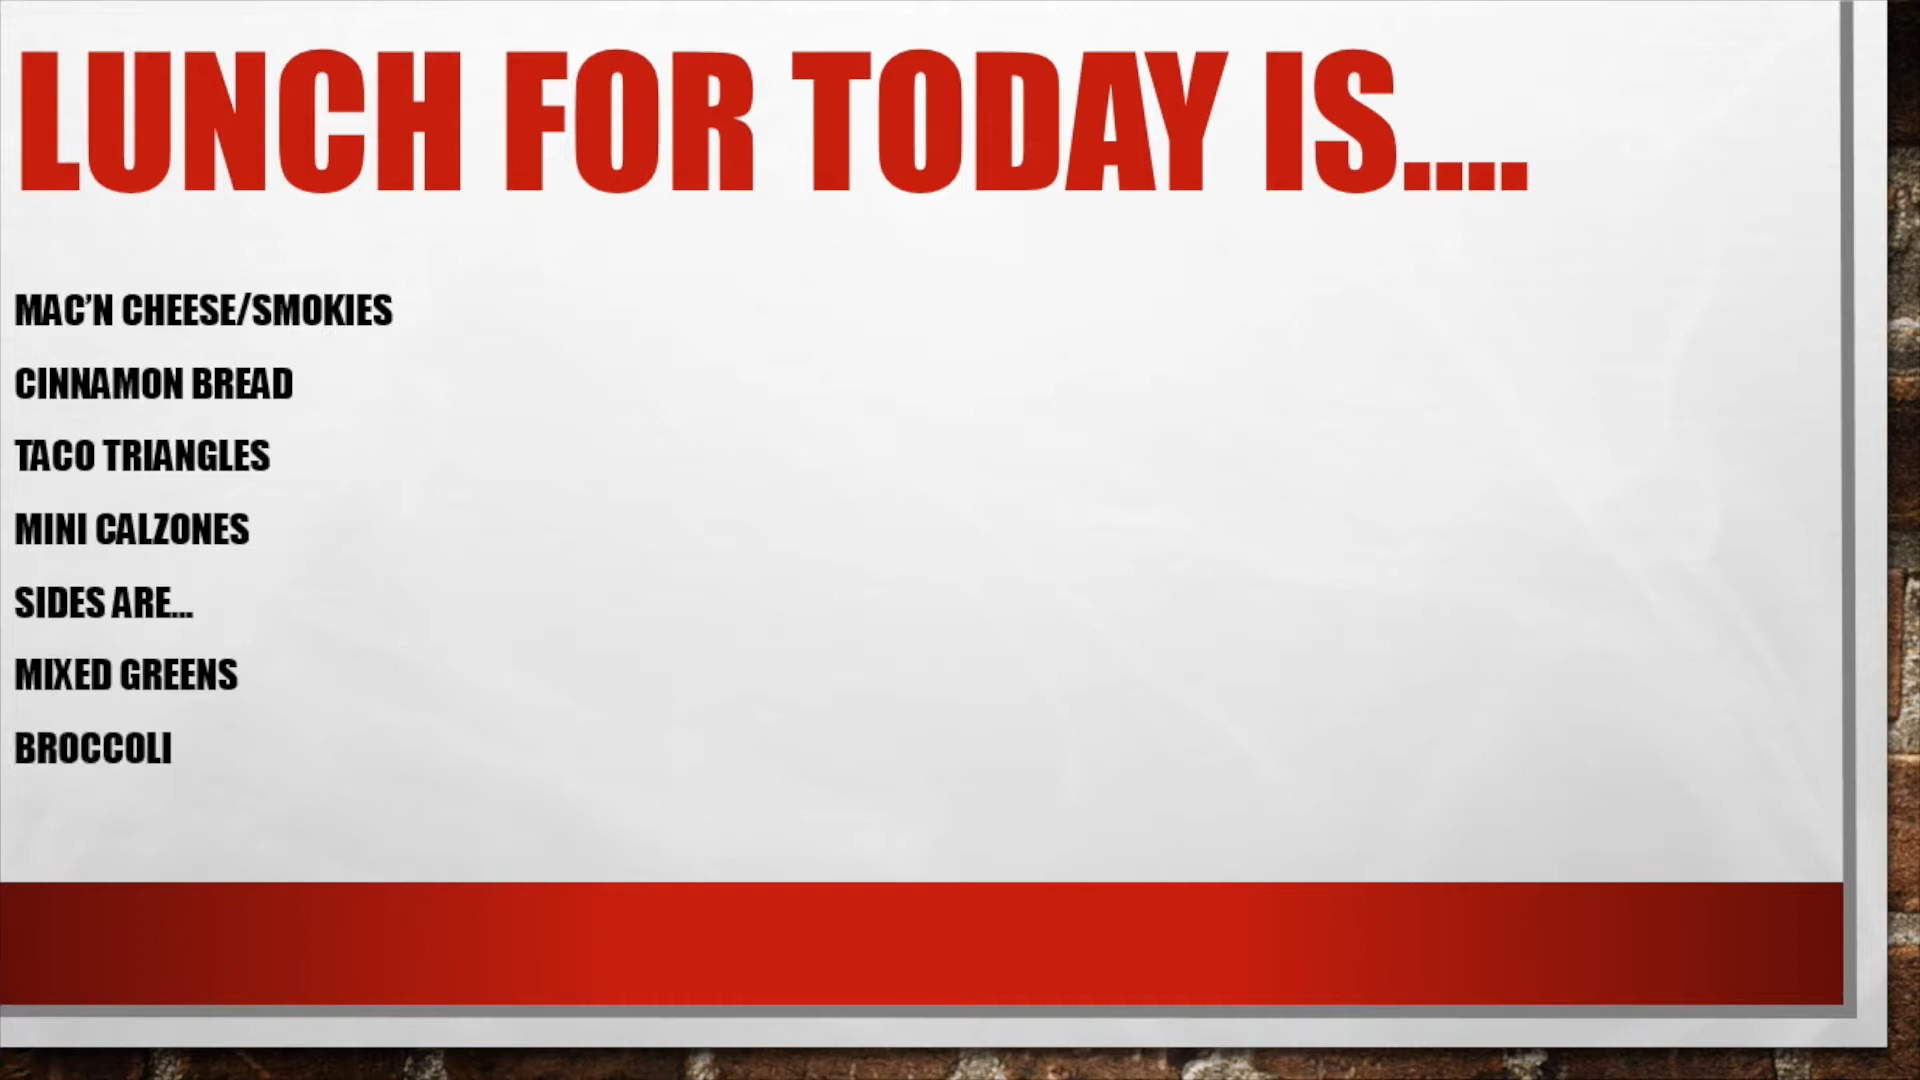 LUNCH FOR TODAY IS....
MAC'N CHEESE/SMOKIES
CINNAMON BREAD
TACO TRIANGLES
MINI CALZONES
SIDES ARE...
MIXED GREENS
BROCCOLI